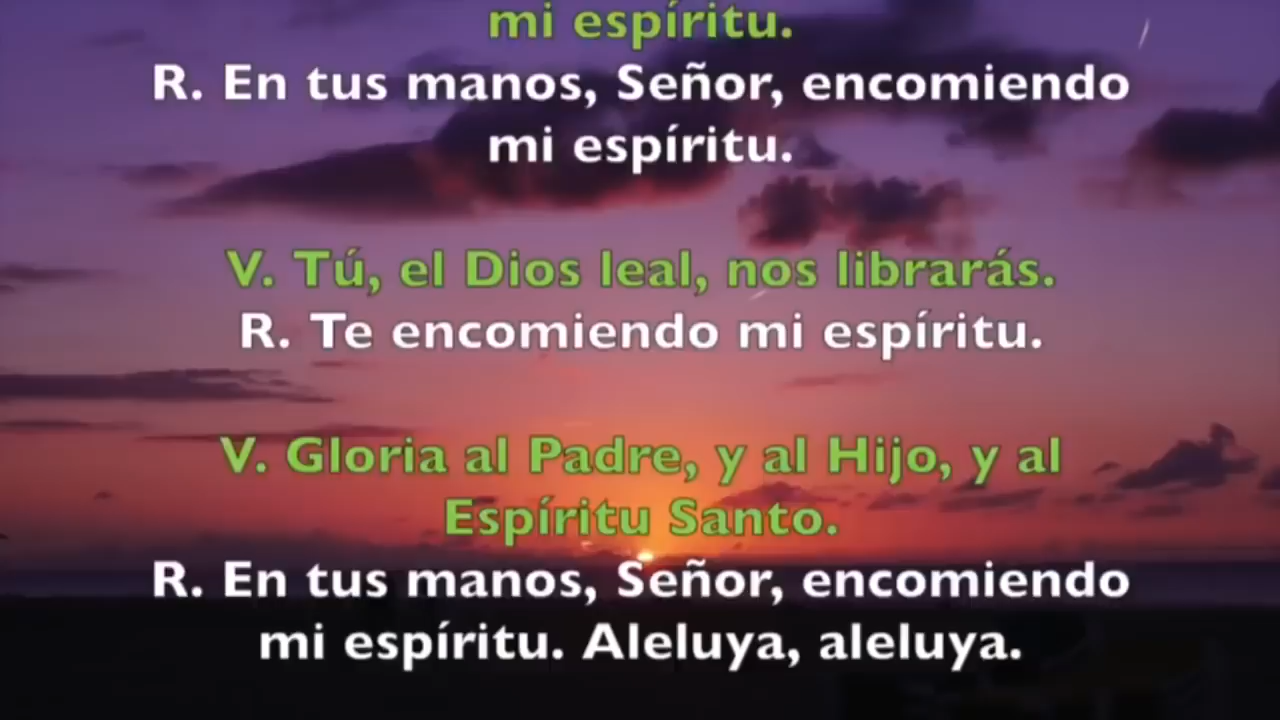 mi espíritu.
R. En tus manos, Señor, encomiendo
mi espíritu.
V. Tú, el Dios leal, nos librarás.
R. Te encomiendo mi espíritu.
V. Gloria al Padre, y al Hijo, y al
Espíritu Santo.
R. En tus manos, Señor, encomiendo
mi espíritu. Aleluya, aleluya.